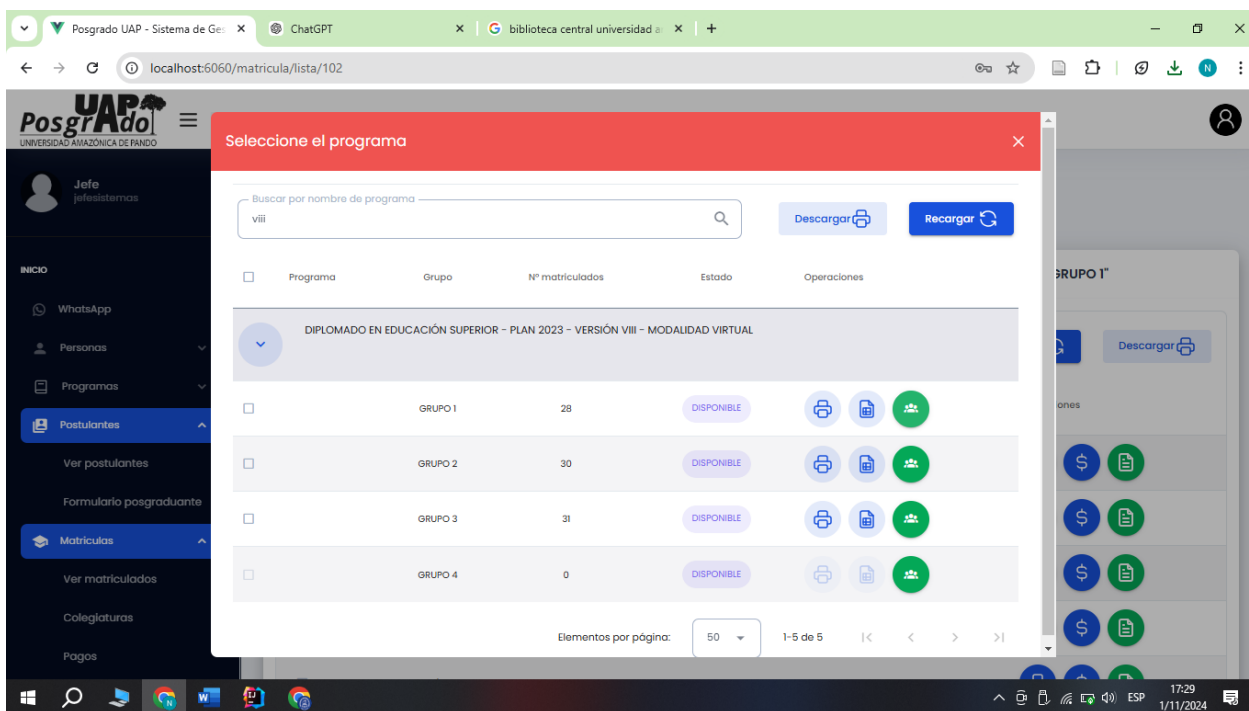 Posgrado UAP - Sistema de Ges
ChatGPT
biblioteca central universidad a
localhost:6060/matricula/lista/102
N
UAP
PosgrAdo
UNIVERSIDAD AMAZÓNICA DE PANDO
Seleccione el programa
Jefe
jefesistemas
Buscar por nombre de programa
viii
Descargar
Recargar
INICIO
Programa
Grupo
Nº matriculados
Estado
Operaciones
GRUPO 1"
WhatsApp
DIPLOMADO EN EDUCACIÓN SUPERIOR - PLAN 2023 - VERSIÓN VIII - MODALIDAD VIRTUAL
Personas
Descargar
Programas
GRUPO 1
28
DISPONIBLE
iones
Postulantes
Ver postulantes
GRUPO 2
30
DISPONIBLE
Formulario posgraduante
GRUPO 3
31
DISPONIBLE
Matriculas
Ver matriculados
GRUPO 4
0
DISPONIBLE
Colegiaturas
Elementos por página:
50
1-5 de 5
Pagos
ESP
17:29
1/11/2024